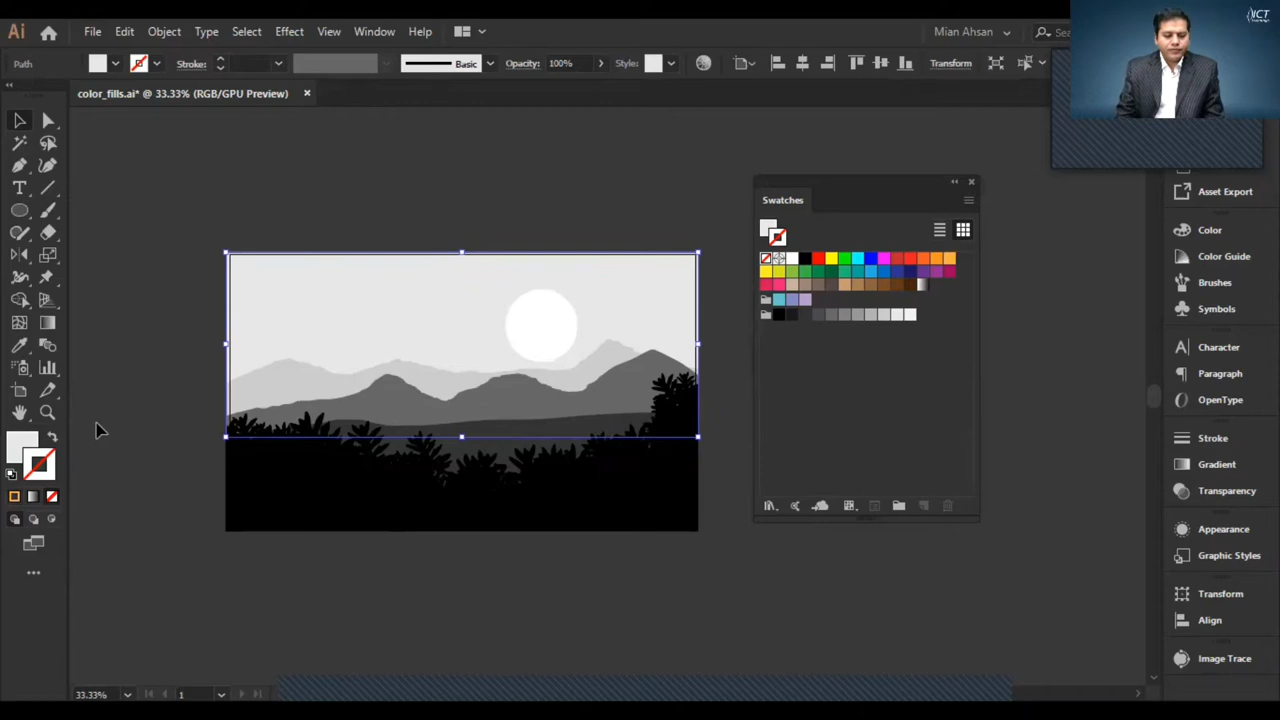 Ai File Edit Object Type Select Effect View Window Help Mian Ahsan Sea
ICT
Path Stroke: Basic Opacity: 100% Style: Transform
color_fills.ai* @ 33.33% (RGB/GPU Preview)
Swatches
Asset Export
Color
Color Guide
Brushes
Symbols
Character
Paragraph
OpenType
Stroke
Gradient
Transparency
Appearance
Graphic Styles
Transform
Align
Image Trace
33.33% 1